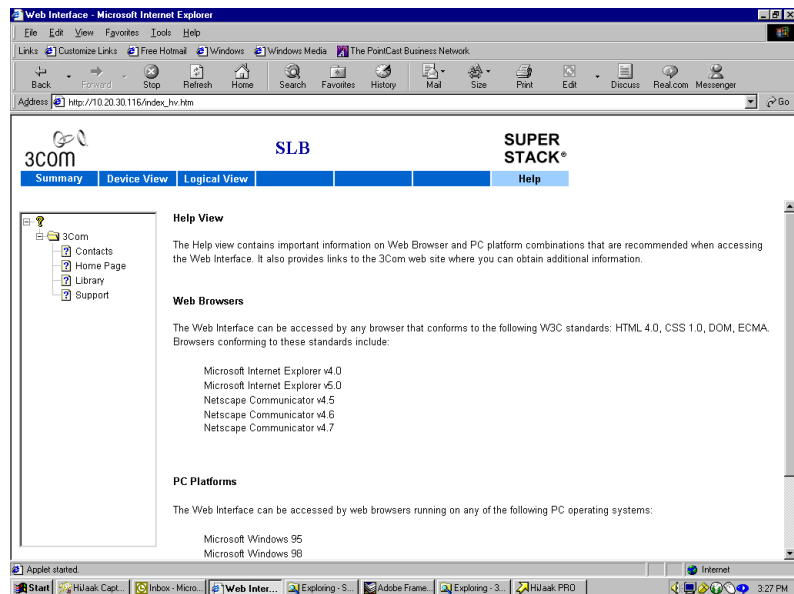 Web Interface - Microsoft Internet Explorer
File Edit View Favorites Tools Help
Links Customize Links Free Hotmail Windows Windows Media The PointCast Business Network
Back Forward Stop Refresh Home Search Favorites History Mail Size Print Edit Discuss Real.com Messenger
Address http://10.20.30.116/index_hv.htm Go
3COM
SLB
SUPER
STACK®
Summary Device View Logical View Help
3Com
Contacts
Home Page
Library
Support
Help View
The Help view contains important information on Web Browser and PC platform combinations that are recommended when accessing
the Web Interface. It also provides links to the 3Com web site where you can obtain additional information.
Web Browsers
The Web Interface can be accessed by any browser that conforms to the following W3C standards: HTML 4.0, CSS 1.0, DOM, ECMA.
Browsers conforming to these standards include:
Microsoft Internet Explorer v4.0
Microsoft Internet Explorer v5.0
Netscape Communicator v4.5
Netscape Communicator v4.6
Netscape Communicator v4.7
PC Platforms
The Web Interface can be accessed by web browsers running on any of the following PC operating systems:
Microsoft Windows 95
Microsoft Windows 98
Applet started. Internet
Start HiJaak Capt... Inbox - Micro... Web Inter... Exploring - S... Adobe Frame... Exploring - 3... HiJaak PRO 3:27 PM